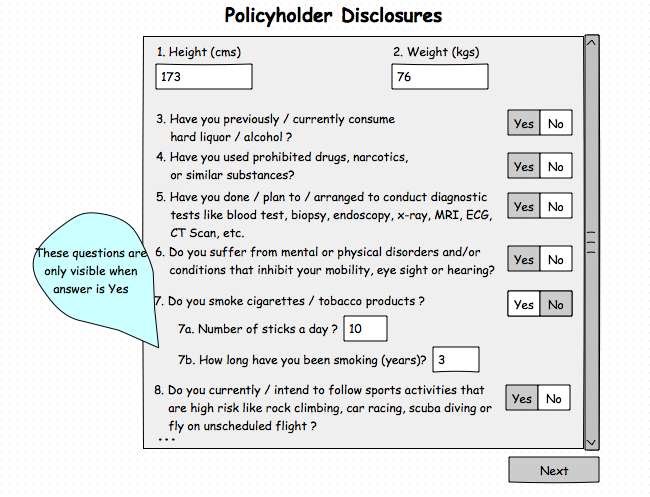 Policyholder Disclosures
1. Height (cms)
2. Weight (kgs)
173
76
3. Have you previously / currently consume
hard liquor / alcohol ?
Yes No
4. Have you used prohibited drugs, narcotics,
or similar substances?
Yes No
5. Have you done / plan to / arranged to conduct diagnostic
tests like blood test, biopsy, endoscopy, x-ray, MRI, ECG,
CT Scan, etc.
Yes No
These questions are
only visible when
answer is Yes
6. Do you suffer from mental or physical disorders and/or
conditions that inhibit your mobility, eye sight or hearing?
Yes No
7. Do you smoke cigarettes / tobacco products ?
Yes No
7a. Number of sticks a day ? 10
7b. How long have you been smoking (years)? 3
8. Do you currently / intend to follow sports activities that
are high risk like rock climbing, car racing, scuba diving or
fly on unscheduled flight ?
Yes No
...
Next